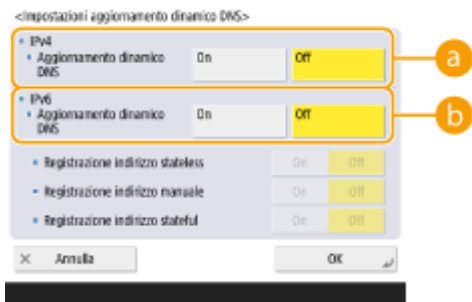 <Impostazioni aggiornamento dinamico DNS>
• IPv4
• Aggiornamento dinamico DNS On Off
a
• IPv6
• Aggiornamento dinamico DNS On Off
b
• Registrazione indirizzo stateless On Off
• Registrazione indirizzo manuale On Off
• Registrazione indirizzo stateful On Off
× Annulla OK